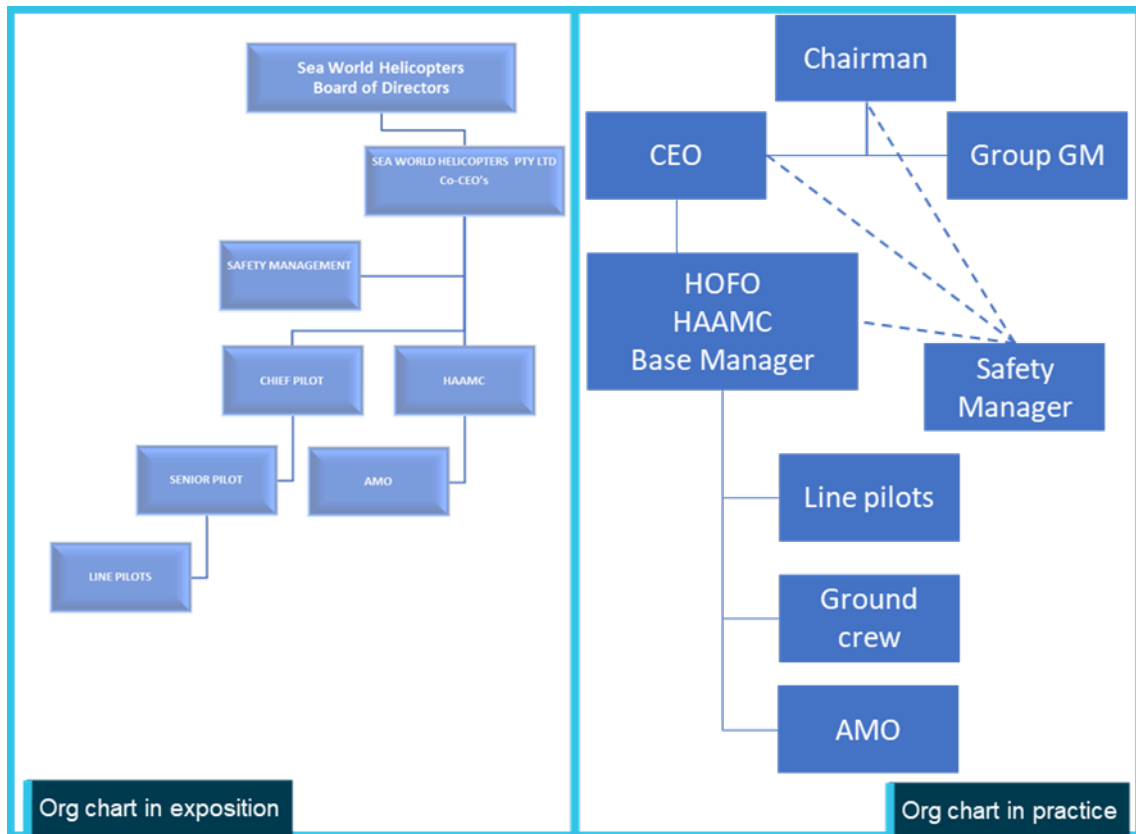 Sea World Helicopters
Board of Directors
SEA WORLD HELICOPTERS PTY LTD
Co-CEO's
SAFETY MANAGEMENT
CHIEF PILOT
HAAMC
SENIOR PILOT
AMO
LINE PILOTS
Org chart in exposition
Chairman
CEO
Group GM
HOFO
HAAMC
Base Manager
Safety
Manager
Line pilots
Ground
crew
AMO
Org chart in practice